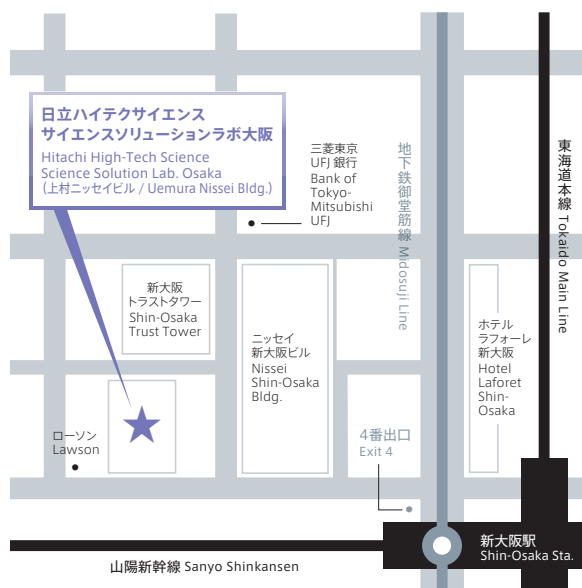 日立ハイテクサイエンス
サイエンスソリューションラボ大阪
Hitachi High-Tech Science
Science Solution Lab. Osaka
(上村ニッセイビル / Uemura Nissei Bldg.)
三菱東京
UFJ 銀行
Bank of
Tokyo-
Mitsubishi
UFJ
地下鉄御堂筋線 Midosuji Line
東海道本線 Tokaido Main Line
新大阪
トラストタワー
Shin-Osaka
Trust Tower
ニッセイ
新大阪ビル
Nissei
Shin-Osaka
Bldg.
ホテル
ラフォーレ
新大阪
Hotel
Laforet
Shin-
Osaka
ローソン
Lawson
4番出口
Exit 4
新大阪駅
Shin-Osaka Sta.
山陽新幹線 Sanyo Shinkansen